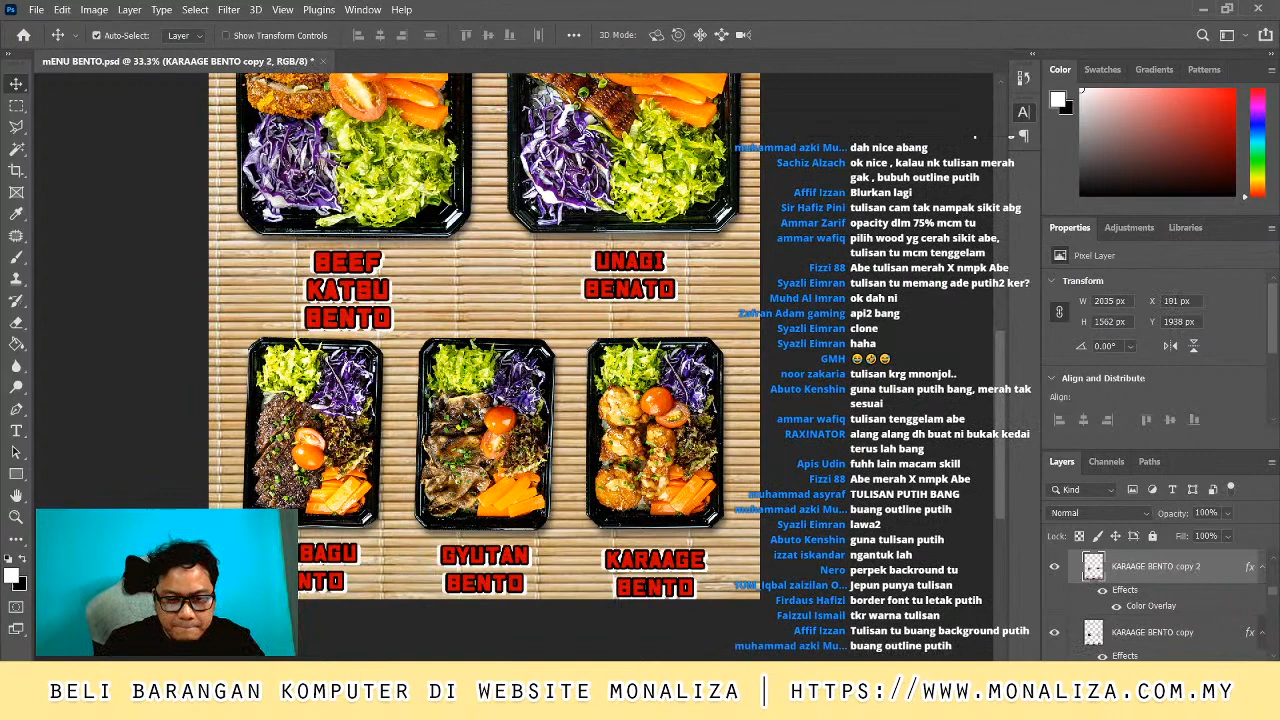 File Edit Image Layer Type Select Filter 3D View Plugins Window Help
Auto-Select: Layer Show Transform Controls 3D Mode:
mENU BENTO.psd @ 33.3% (KARAAGE BENTO copy 2, RGB/8) *
Color Swatches Gradients Patterns
Properties Adjustments Libraries
Pixel Layer
Transform
W 2035 px X 191 px
H 1562 px Y 1938 px
0.00°
Align and Distribute
Align:
Layers Channels Paths
Kind
Normal Opacity: 100%
Lock: Fill: 100%
KARAAGE BENTO copy 2 fx
Effects
Color Overlay
KARAAGE BENTO copy fx
Effects
BEEF
KATSU
BENTO
UNAGI
BENATO
BAGU
NTO
GYUTAN
BENTO
KARAAGE
BENTO
muhammad azki Mu... dah nice abang
Sachiz Alzach ok nice , kalau nk tulisan merah
gak , bubuh outline putih
Affif Izzan Blurkan lagi
Sir Hafiz Pini tulisan cam tak nampak sikit abg
Ammar Zarif opacity dlm 75% mcm tu
ammar wafiq pilih wood yg cerah sikit abe,
tulisan tu mcm tenggelam
Fizzi 88 Abe tulisan merah X nmpk Abe
Syazli Eimran tulisan tu memang ade putih2 ker?
Muhd Al Imran ok dah ni
Zafran Adam gaming api2 bang
Syazli Eimran clone
Syazli Eimran haha
GMH 😂🤣😅
noor zakaria tulisan krg mnonjol..
Abuto Kenshin guna tulisan putih bang, merah tak
sesuai
ammar wafiq tulisan tenggelam abe
RAXINATOR alang alang dh buat ni bukak kedai
terus lah bang
Apis Udin fuhh lain macam skill
Fizzi 88 Abe merah X nmpk Abe
muhammad asyraf TULISAN PUTIH BANG
muhammad azki Mu... buang outline putih
Syazli Eimran lawa2
Abuto Kenshin guna tulisan putih
izzat iskandar ngantuk lah
Nero perpek backround tu
Iqbal zaizilan O... Jepun punya tulisan
Firdaus Hafizi border font tu letak putih
Faizzul Ismail tkr warna tulisan
Affif Izzan Tulisan tu buang background putih
muhammad azki Mu... buang outline putih
BELI BARANGAN KOMPUTER DI WEBSITE MONALIZA | HTTPS://WWW.MONALIZA.COM.MY